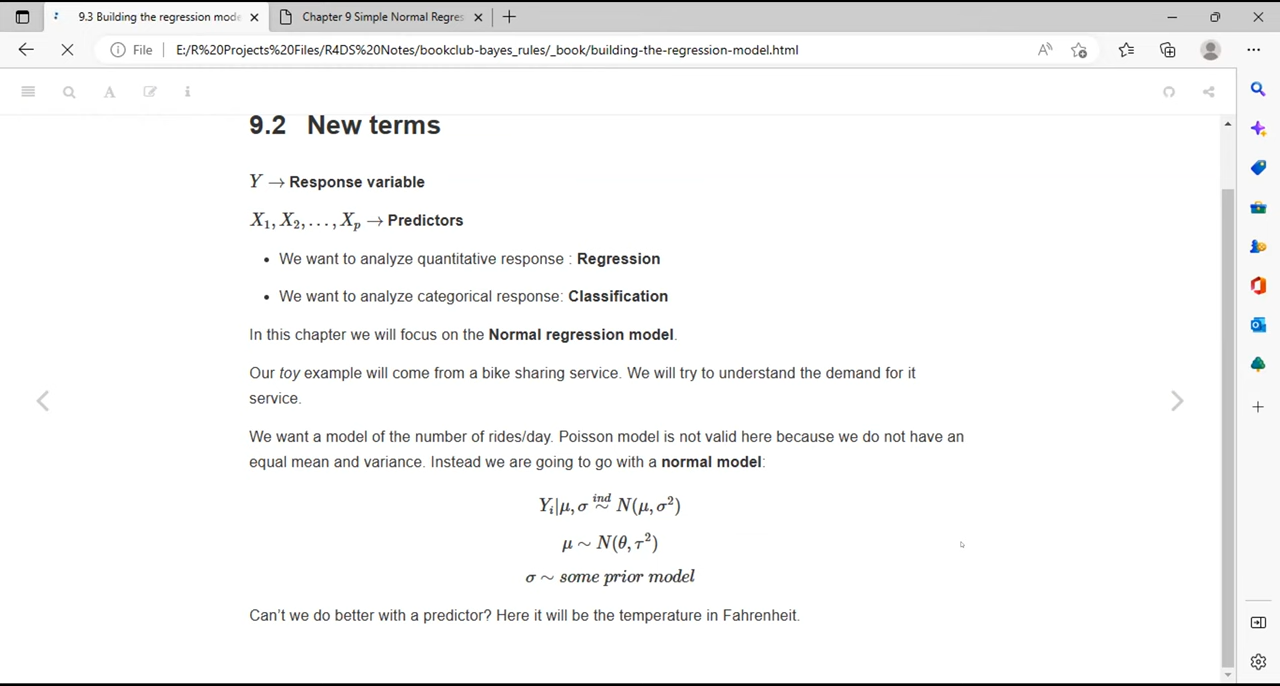 9.3 Building the regression mode
Chapter 9 Simple Normal Regres
File
E:/R%20Projects%20Files/R4DS%20Notes/bookclub-bayes_rules/_book/building-the-regression-model.html
9.2 New terms
Y → Response variable
X₁, X₂, . . . , Xₚ → Predictors
• We want to analyze quantitative response : Regression
• We want to analyze categorical response: Classification
In this chapter we will focus on the Normal regression model.
Our toy example will come from a bike sharing service. We will try to understand the demand for it
service.
We want a model of the number of rides/day. Poisson model is not valid here because we do not have an
equal mean and variance. Instead we are going to go with a normal model:
Yᵢ|μ, σ ind ~ N(μ, σ²)
μ ~ N(θ, τ²)
σ ~ some prior model
Can't we do better with a predictor? Here it will be the temperature in Fahrenheit.